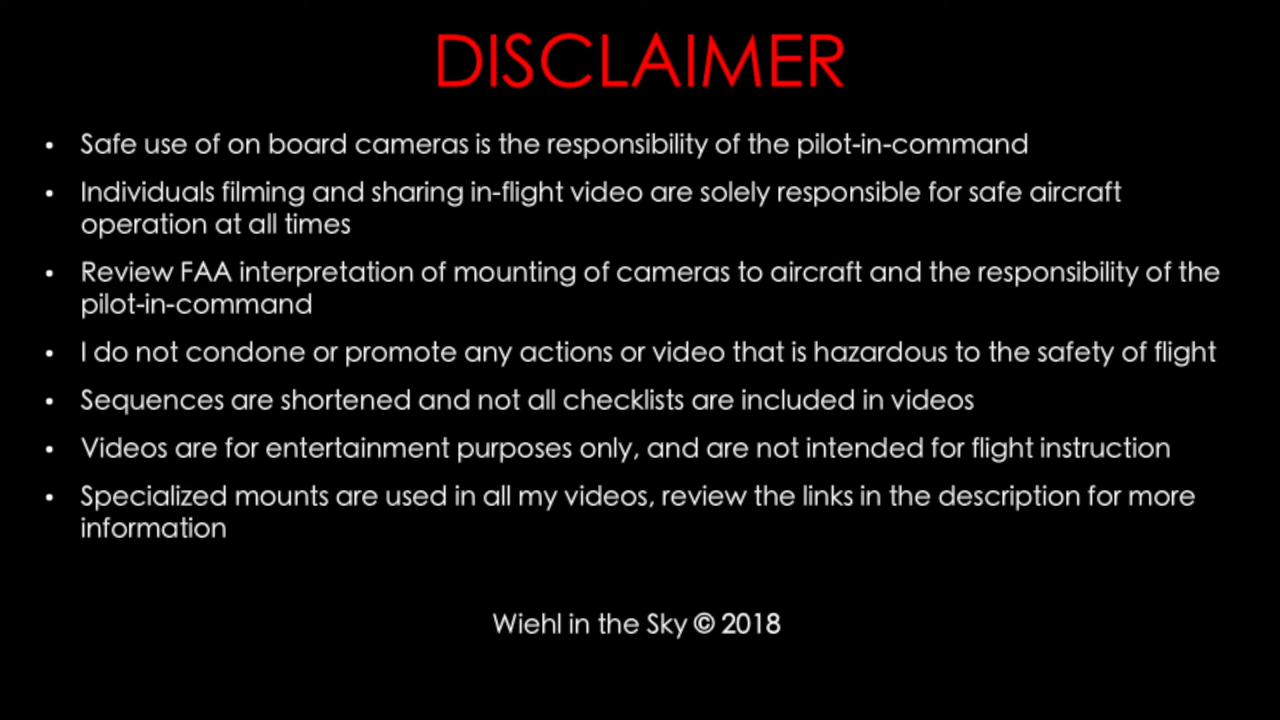 DISCLAIMER
• Safe use of on board cameras is the responsibility of the pilot-in-command
• Individuals filming and sharing in-flight video are solely responsible for safe aircraft
operation at all times
• Review FAA interpretation of mounting of cameras to aircraft and the responsibility of the
pilot-in-command
• I do not condone or promote any actions or video that is hazardous to the safety of flight
• Sequences are shortened and not all checklists are included in videos
• Videos are for entertainment purposes only, and are not intended for flight instruction
• Specialized mounts are used in all my videos, review the links in the description for more
information
Wiehl in the Sky © 2018